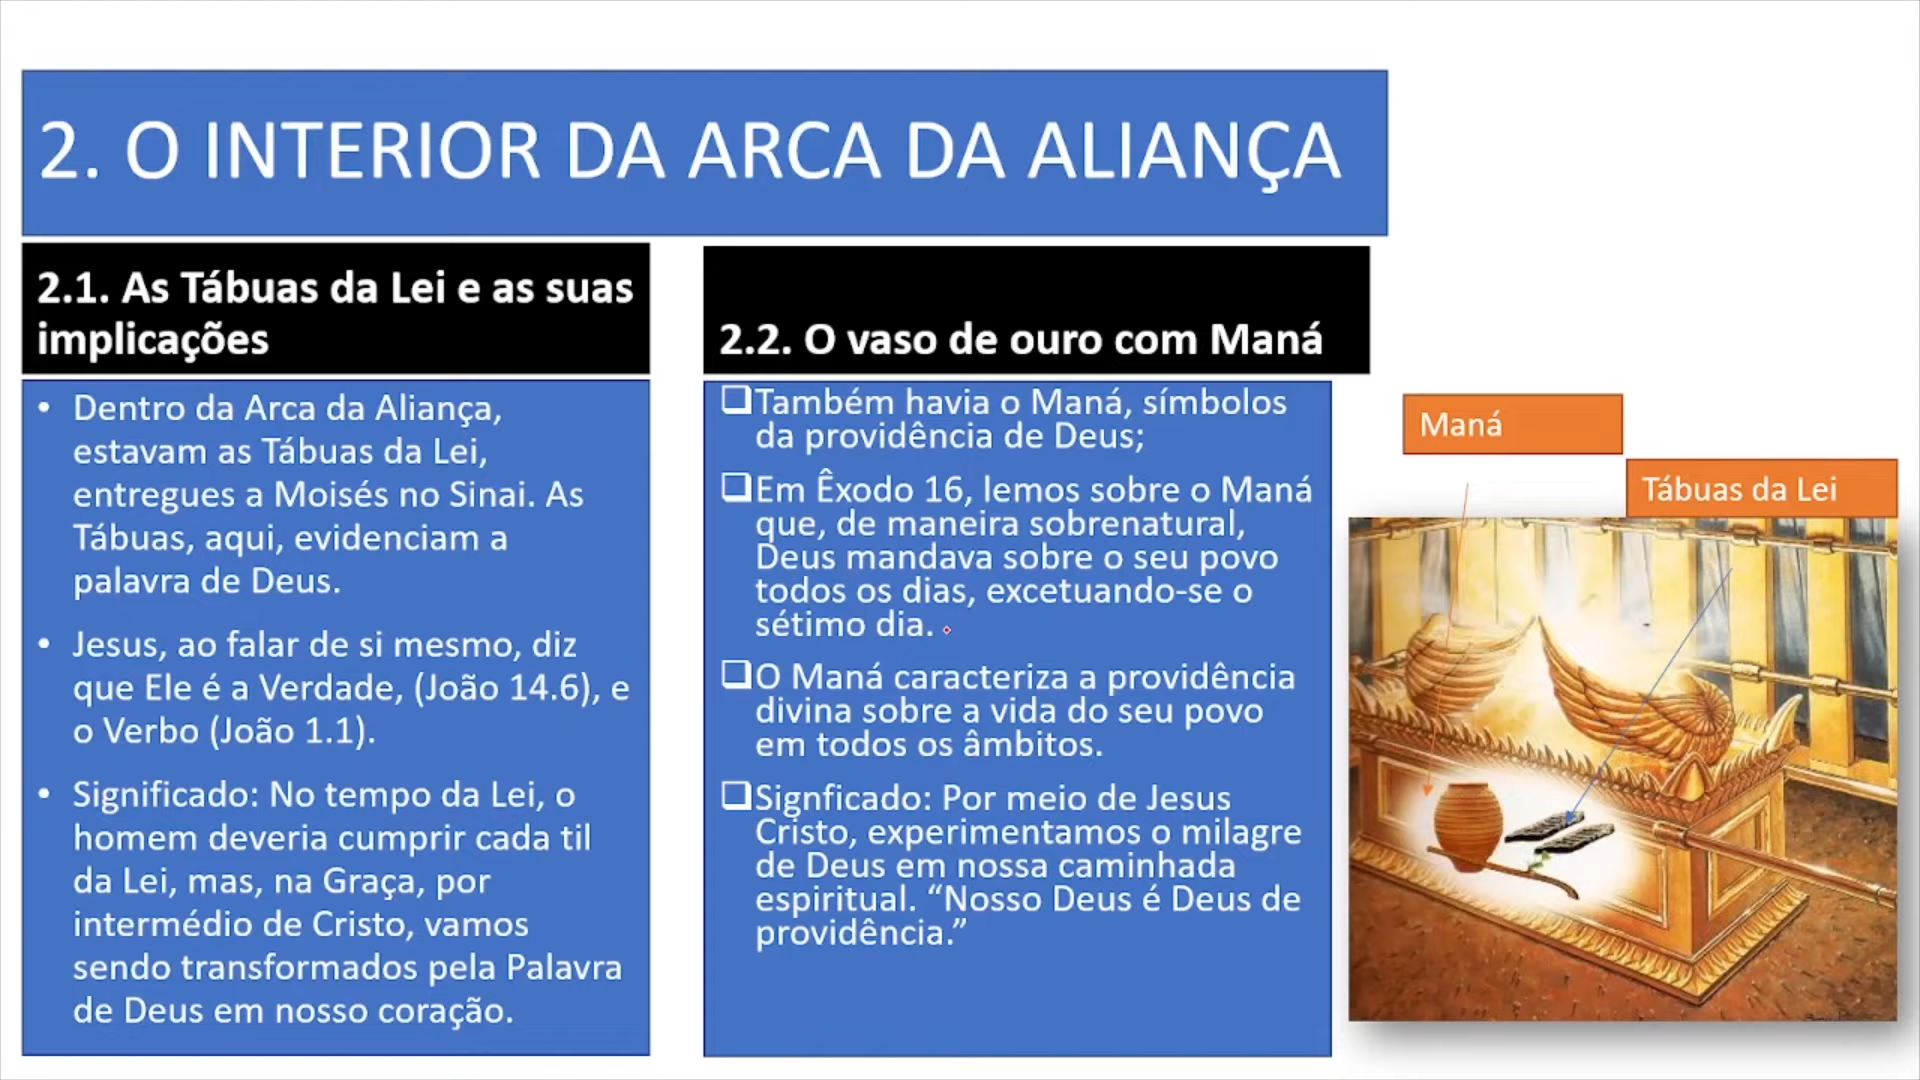 2. O INTERIOR DA ARCA DA ALIANÇA
2.1. As Tábuas da Lei e as suas
implicações
• Dentro da Arca da Aliança,
estavam as Tábuas da Lei,
entregues a Moisés no Sinai. As
Tábuas, aqui, evidenciam a
palavra de Deus.
• Jesus, ao falar de si mesmo, diz
que Ele é a Verdade, (João 14.6), e
o Verbo (João 1.1).
• Significado: No tempo da Lei, o
homem deveria cumprir cada til
da Lei, mas, na Graça, por
intermédio de Cristo, vamos
sendo transformados pela Palavra
de Deus em nosso coração.
2.2. O vaso de ouro com Maná
❑Também havia o Maná, símbolos
da providência de Deus;
❑Em Êxodo 16, lemos sobre o Maná
que, de maneira sobrenatural,
Deus mandava sobre o seu povo
todos os dias, excetuando-se o
sétimo dia.
❑O Maná caracteriza a providência
divina sobre a vida do seu povo
em todos os âmbitos.
❑Signficado: Por meio de Jesus
Cristo, experimentamos o milagre
de Deus em nossa caminhada
espiritual. “Nosso Deus é Deus de
providência.”
Maná
Tábuas da Lei